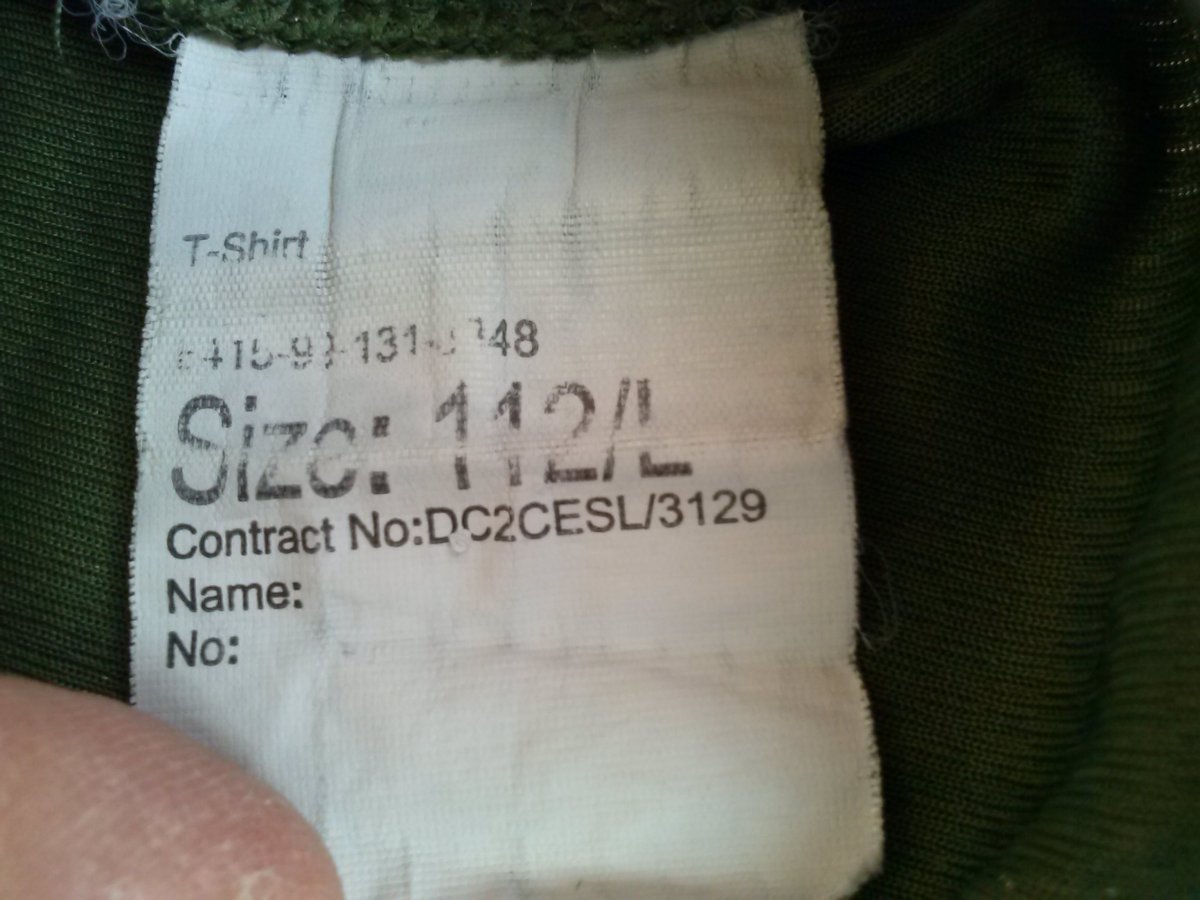 T-Shirt
Size: 112/L
Contract No:DC2CESL/3129
Name:
No: